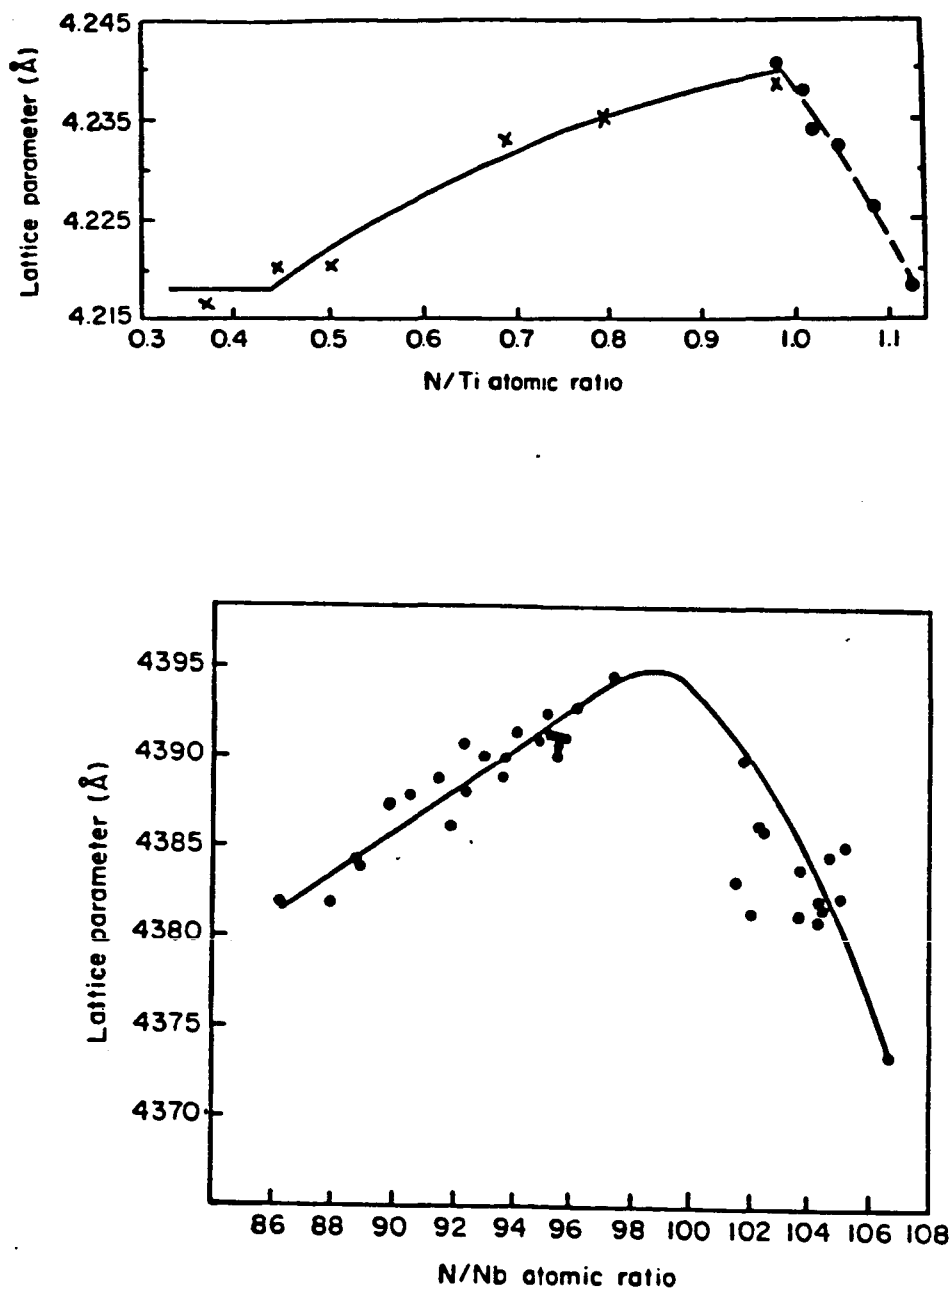 4.245
4.235
4.225
4.215
Lattice parameter (Å)
0.3 0.4 0.5 0.6 0.7 0.8 0.9 1.0 1.1
N/Ti atomic ratio
4395
4390
4385
4380
4375
4370
Lattice parameter (Å)
86 88 90 92 94 96 98 100 102 104 106 108
N/Nb atomic ratio